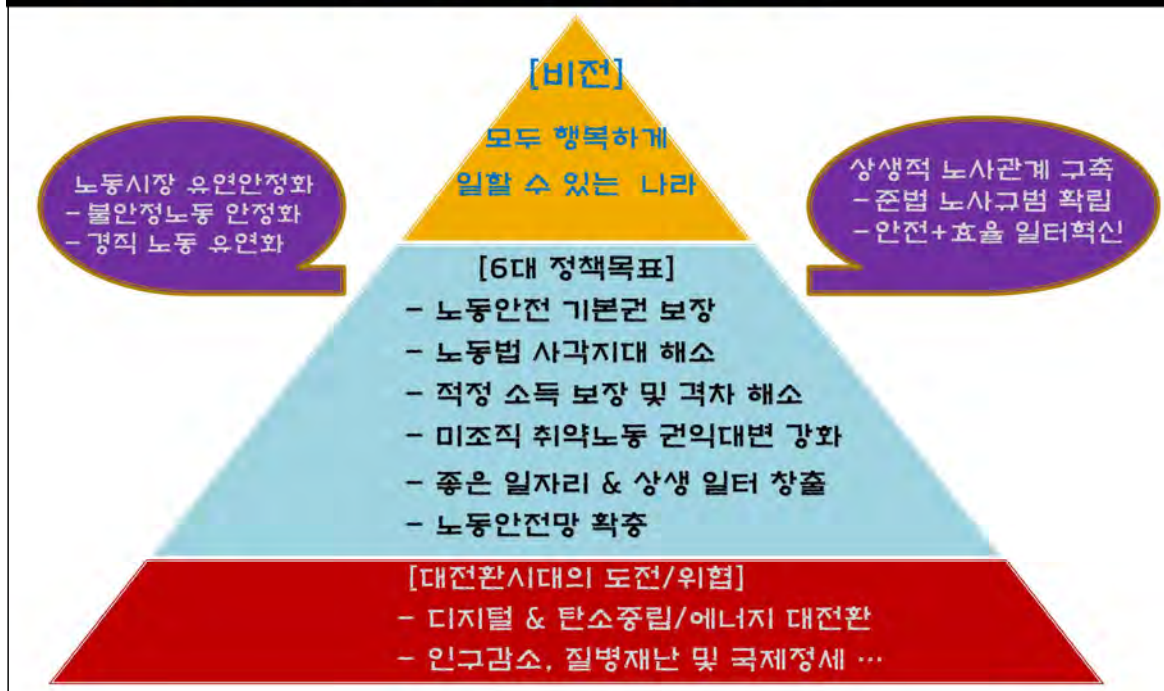 [비전]
모두 행복하게
일할 수 있는 나라
노동시장 유연안정화
-불안정노동 안정화
-경직 노동 유연화
상생적 노사관계 구축
-준법 노사규범 확립
-안전+효율 일터혁신
[6대 정책목표]
- 노동안전 기본권 보장
- 노동법 사각지대 해소
- 적정 소득 보장 및 격차 해소
- 미조직 취약노동 권익대변 강화
- 좋은 일자리 & 상생 일터 창출
- 노동안전망 확충
[대전환시대의 도전/위협]
- 디지털 & 탄소중립/에너지 대전환
- 인구감소, 질병재난 및 국제정세 …